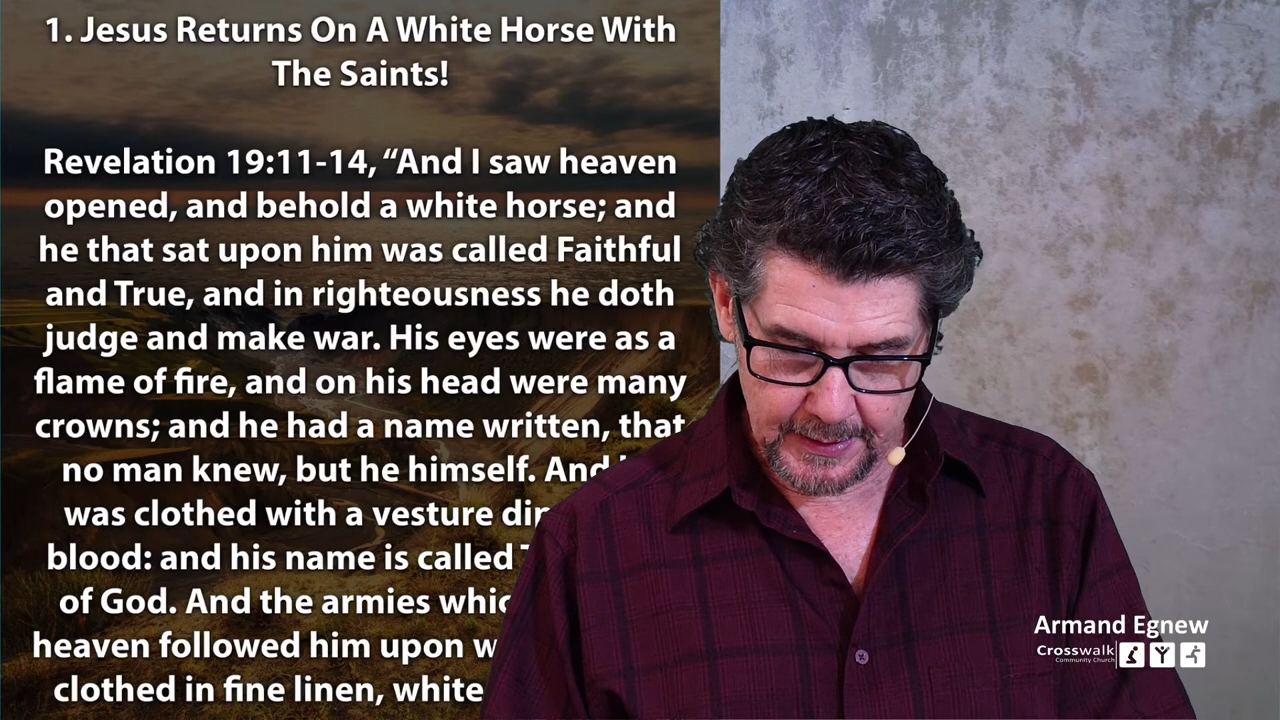 1. Jesus Returns On A White Horse With
The Saints!
Revelation 19:11-14, “And I saw heaven
opened, and behold a white horse; and
he that sat upon him was called Faithful
and True, and in righteousness he doth
judge and make war. His eyes were as a
flame of fire, and on his head were many
crowns; and he had a name written, that
no man knew, but he himself. And
was clothed with a vesture
blood: and his name is called
of God. And the armies
heaven followed him upon
clothed in fine linen, white
Armand Egnew
Crosswalk
Community Church